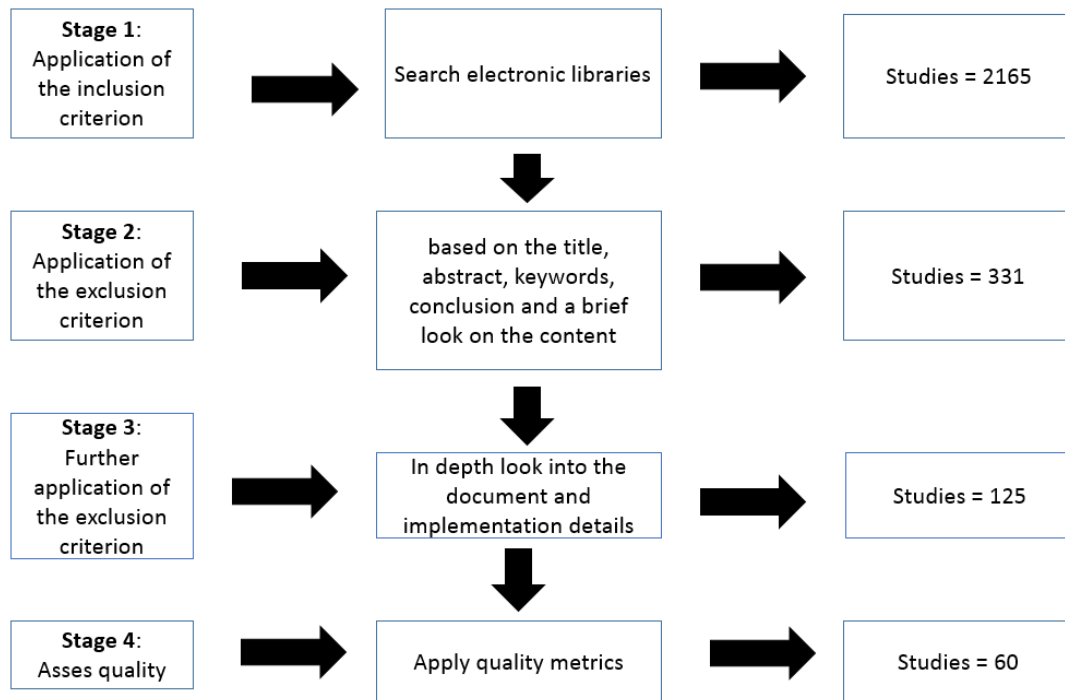 Stage 1:
Application of
the inclusion
criterion
Search electronic libraries
Studies = 2165
Stage 2:
Application of
the exclusion
criterion
based on the title,
abstract, keywords,
conclusion and a brief
look on the content
Studies = 331
Stage 3:
Further
application of
the exclusion
criterion
In depth look into the
document and
implementation details
Studies = 125
Stage 4:
Asses quality
Apply quality metrics
Studies = 60